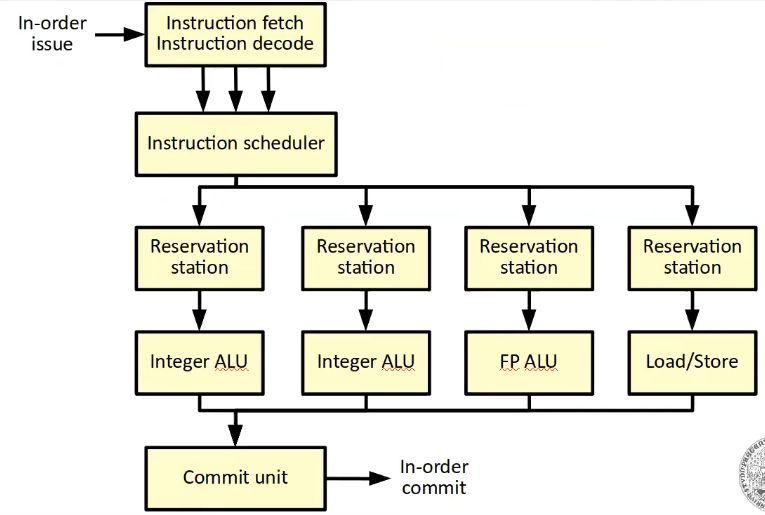 In-order
issue
Instruction fetch
Instruction decode
Instruction scheduler
Reservation
station
Reservation
station
Reservation
station
Reservation
station
Integer ALU
Integer ALU
FP ALU
Load/Store
Commit unit
In-order
commit